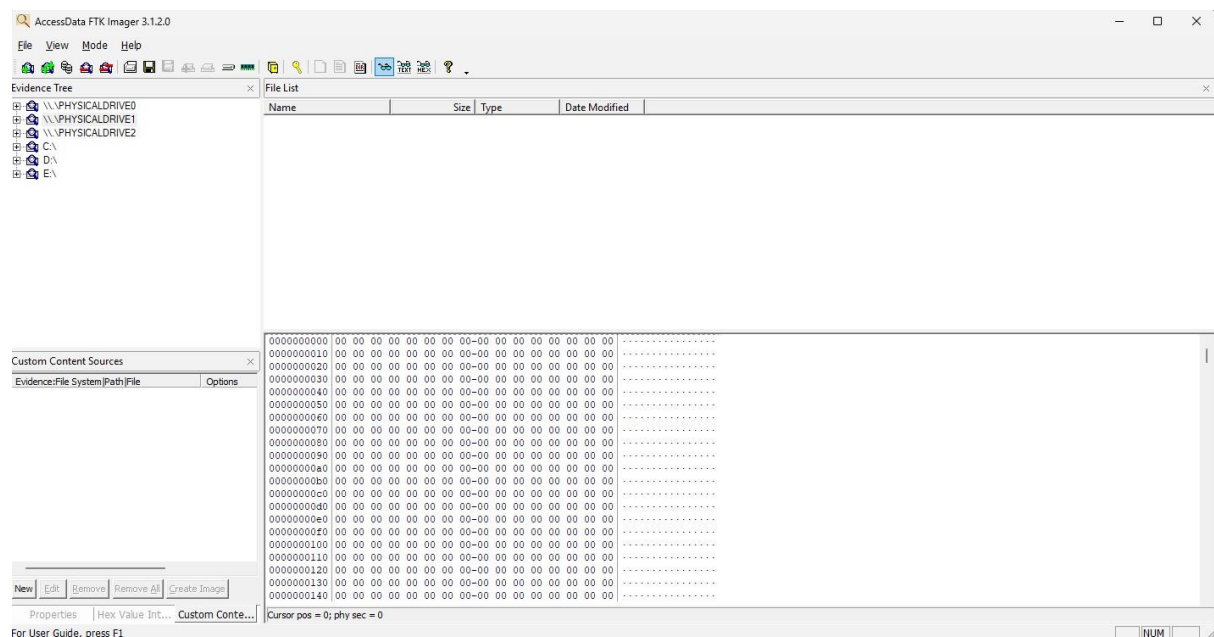 AccessData FTK Imager 3.1.2.0
File View Mode Help
Evidence Tree
\\.\PHYSICALDRIVE0
\\.\PHYSICALDRIVE1
\\.\PHYSICALDRIVE2
C:\
D:\
E:\
File List
Name Size Type Date Modified
Custom Content Sources
Evidence:File System|Path|File Options
New Edit Remove Remove All Create Image
Properties Hex Value Int... Custom Conte...
0000000000 00 00 00 00 00 00 00 00-00 00 00 00 00 00 00 00 ................
0000000010 00 00 00 00 00 00 00 00-00 00 00 00 00 00 00 00 ................
0000000020 00 00 00 00 00 00 00 00-00 00 00 00 00 00 00 00 ................
0000000030 00 00 00 00 00 00 00 00-00 00 00 00 00 00 00 00 ................
0000000040 00 00 00 00 00 00 00 00-00 00 00 00 00 00 00 00 ................
0000000050 00 00 00 00 00 00 00 00-00 00 00 00 00 00 00 00 ................
0000000060 00 00 00 00 00 00 00 00-00 00 00 00 00 00 00 00 ................
0000000070 00 00 00 00 00 00 00 00-00 00 00 00 00 00 00 00 ................
0000000080 00 00 00 00 00 00 00 00-00 00 00 00 00 00 00 00 ................
0000000090 00 00 00 00 00 00 00 00-00 00 00 00 00 00 00 00 ................
00000000a0 00 00 00 00 00 00 00 00-00 00 00 00 00 00 00 00 ................
00000000b0 00 00 00 00 00 00 00 00-00 00 00 00 00 00 00 00 ................
00000000c0 00 00 00 00 00 00 00 00-00 00 00 00 00 00 00 00 ................
00000000d0 00 00 00 00 00 00 00 00-00 00 00 00 00 00 00 00 ................
00000000e0 00 00 00 00 00 00 00 00-00 00 00 00 00 00 00 00 ................
00000000f0 00 00 00 00 00 00 00 00-00 00 00 00 00 00 00 00 ................
0000000100 00 00 00 00 00 00 00 00-00 00 00 00 00 00 00 00 ................
0000000110 00 00 00 00 00 00 00 00-00 00 00 00 00 00 00 00 ................
0000000120 00 00 00 00 00 00 00 00-00 00 00 00 00 00 00 00 ................
0000000130 00 00 00 00 00 00 00 00-00 00 00 00 00 00 00 00 ................
0000000140 00 00 00 00 00 00 00 00-00 00 00 00 00 00 00 00 ................
Cursor pos = 0; phy sec = 0
For User Guide, press F1
NUM